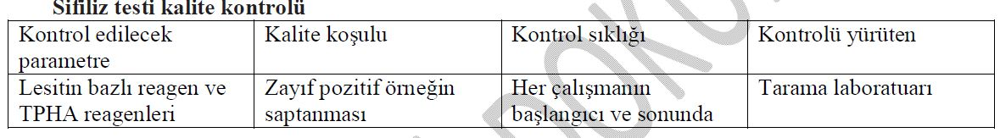 Sifiliz testi kalite kontrolü
Kontrol edilecek parametre | Kalite koşulu | Kontrol sıklığı | Kontrolü yürüten
Lesitin bazlı reagen ve TPHA reagenleri | Zayıf pozitif örneğin saptanması | Her çalışmanın başlangıcı ve sonunda | Tarama laboratuarı
DOKU